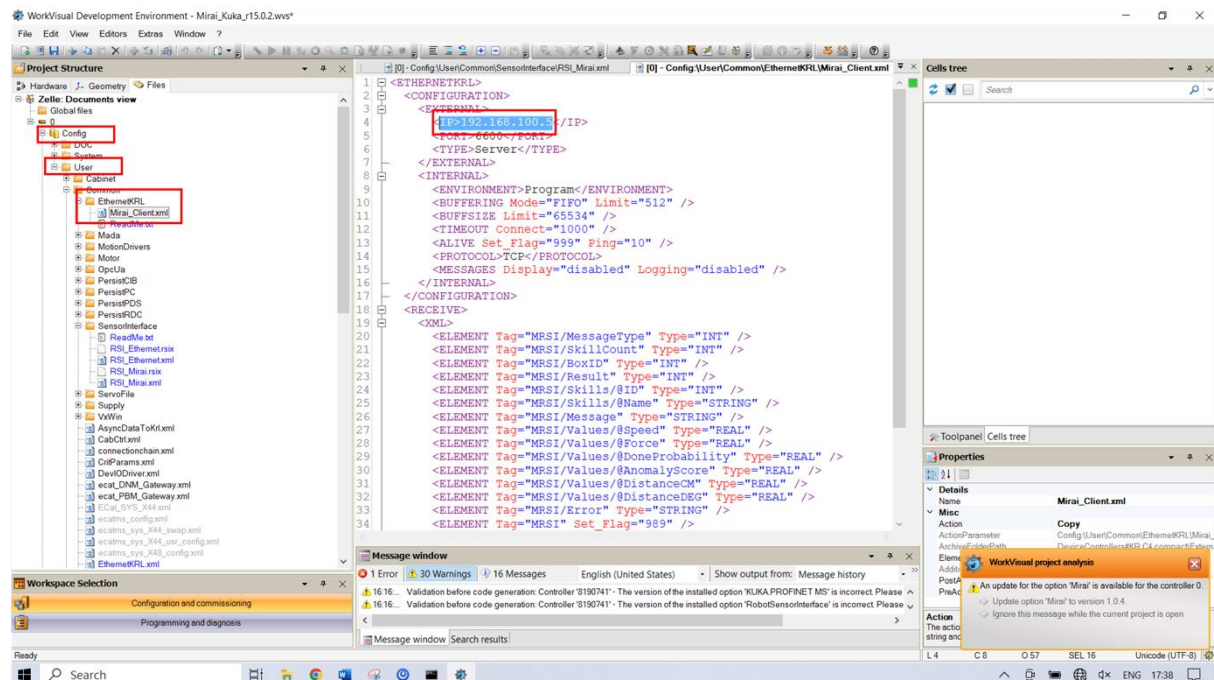 WorkVisual Development Environment - Mirai_Kuka_r15.0.2.wvs*
File Edit View Editors Extras Window ?
Project Structure
Hardware Geometry Files
Zelle: Documents view
Global files
0
Config
DOC
System
User
Cabinet
Common
EthernetKRL
Mirai_Client.xml
ReadMe.txt
Mada
MotionDrivers
Motor
OpcUa
PersistCIB
PersistPC
PersistPDS
PersistRDC
SensorInterface
ReadMe.txt
RSI_Ethernet.rsix
RSI_Ethernet.xml
RSI_Mirai.rsix
RSI_Mirai.xml
ServoFile
Supply
VxWin
AsyncDataToKrl.xml
CabCtrl.xml
connectionchain.xml
CritParams.xml
DevIODriver.xml
ecat_DNM_Gateway.xml
ecat_PBM_Gateway.xml
ECat_SYS_X44.xml
ecatms_config.xml
ecatms_sys_X44_swap.xml
ecatms_sys_X44_usr_config.xml
ecatms_sys_X48_config.xml
EthernetKRL.xml
Workspace Selection
Configuration and commissioning
Programming and diagnosis
Ready
[0] - Config:\User\Common\SensorInterface\RSI_Mirai.xml [0] - Config:\User\Common\EthernetKRL\Mirai_Client.xml
1 <ETHERNETKRL>
2 <CONFIGURATION>
3 <EXTERNAL>
4 <IP>192.168.100.5</IP>
5 <PORT>6600</PORT>
6 <TYPE>Server</TYPE>
7 </EXTERNAL>
8 <INTERNAL>
9 <ENVIRONMENT>Program</ENVIRONMENT>
10 <BUFFERING Mode="FIFO" Limit="512" />
11 <BUFFSIZE Limit="65534" />
12 <TIMEOUT Connect="1000" />
13 <ALIVE Set_Flag="999" Ping="10" />
14 <PROTOCOL>TCP</PROTOCOL>
15 <MESSAGES Display="disabled" Logging="disabled" />
16 </INTERNAL>
17 </CONFIGURATION>
18 <RECEIVE>
19 <XML>
20 <ELEMENT Tag="MRSI/MessageType" Type="INT" />
21 <ELEMENT Tag="MRSI/SkillCount" Type="INT" />
22 <ELEMENT Tag="MRSI/BoxID" Type="INT" />
23 <ELEMENT Tag="MRSI/Result" Type="INT" />
24 <ELEMENT Tag="MRSI/Skills/@ID" Type="INT" />
25 <ELEMENT Tag="MRSI/Skills/@Name" Type="STRING" />
26 <ELEMENT Tag="MRSI/Message" Type="STRING" />
27 <ELEMENT Tag="MRSI/Values/@Speed" Type="REAL" />
28 <ELEMENT Tag="MRSI/Values/@Force" Type="REAL" />
29 <ELEMENT Tag="MRSI/Values/@DoneProbability" Type="REAL" />
30 <ELEMENT Tag="MRSI/Values/@AnomalyScore" Type="REAL" />
31 <ELEMENT Tag="MRSI/Values/@DistanceCM" Type="REAL" />
32 <ELEMENT Tag="MRSI/Values/@DistanceDEG" Type="REAL" />
33 <ELEMENT Tag="MRSI/Error" Type="STRING" />
34 <ELEMENT Tag="MRSI" Set_Flag="989" />
Message window
1 Error 30 Warnings 16 Messages English (United States) Show output from: Message history
16:16:... Validation before code generation: Controller '8190741' - The version of the installed option 'KUKA.PROFINET MS' is incorrect. Please
16:16:... Validation before code generation: Controller '8190741' - The version of the installed option 'RobotSensorInterface' is incorrect. Please
Message window Search results
Cells tree
Search
Toolpanel Cells tree
Properties
Details
Name Mirai_Client.xml
Misc
Action Copy
ActionParameter Config:\User\Common\EthernetKRL\Mirai_
ArchiveFolderPath DeviceControllers#KR C4 compact\Extern
WorkVisual project analysis
An update for the option 'Mirai' is available for the controller 0.
Update option 'Mirai' to version 1.0.4.
Ignore this message while the current project is open
Action
The actio
string and
L 4 C 8 O 57 SEL 16 Unicode (UTF-8)
Search
ENG 17:38